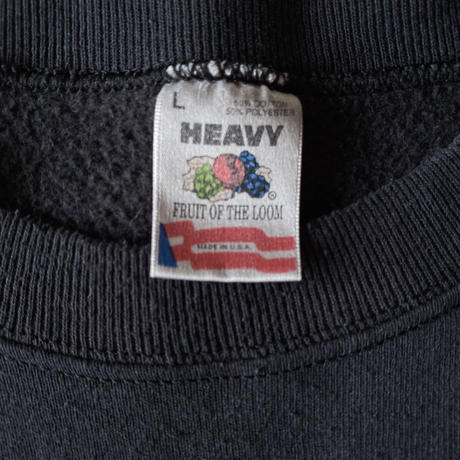 L
50% COTTON
50% POLYESTER
HEAVY
®
FRUIT OF THE LOOM
MADE IN U.S.A.